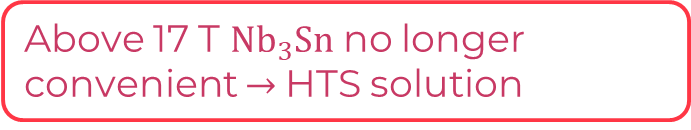 Above 17 T Nb₃Sn no longer
convenient → HTS solution